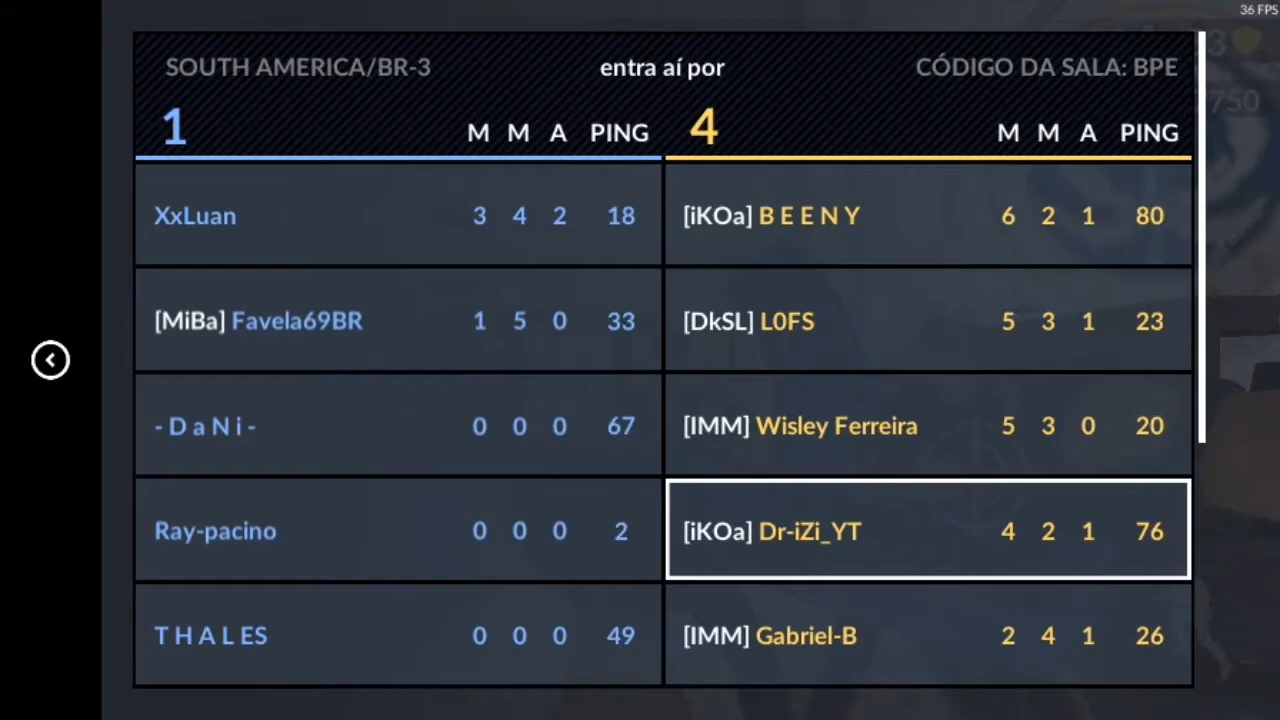 36 FPS
SOUTH AMERICA/BR-3 entra aí por CÓDIGO DA SALA: BPE
1 M M A PING 4 M M A PING
XxLuan 3 4 2 18 [iKOa] B E E N Y 6 2 1 80
[MiBa] Favela69BR 1 5 0 33 [DkSL] L0FS 5 3 1 23
- D a N i - 0 0 0 67 [IMM] Wisley Ferreira 5 3 0 20
Ray-pacino 0 0 0 2 [iKOa] Dr-iZi_YT 4 2 1 76
T H A L ES 0 0 0 49 [IMM] Gabriel-B 2 4 1 26